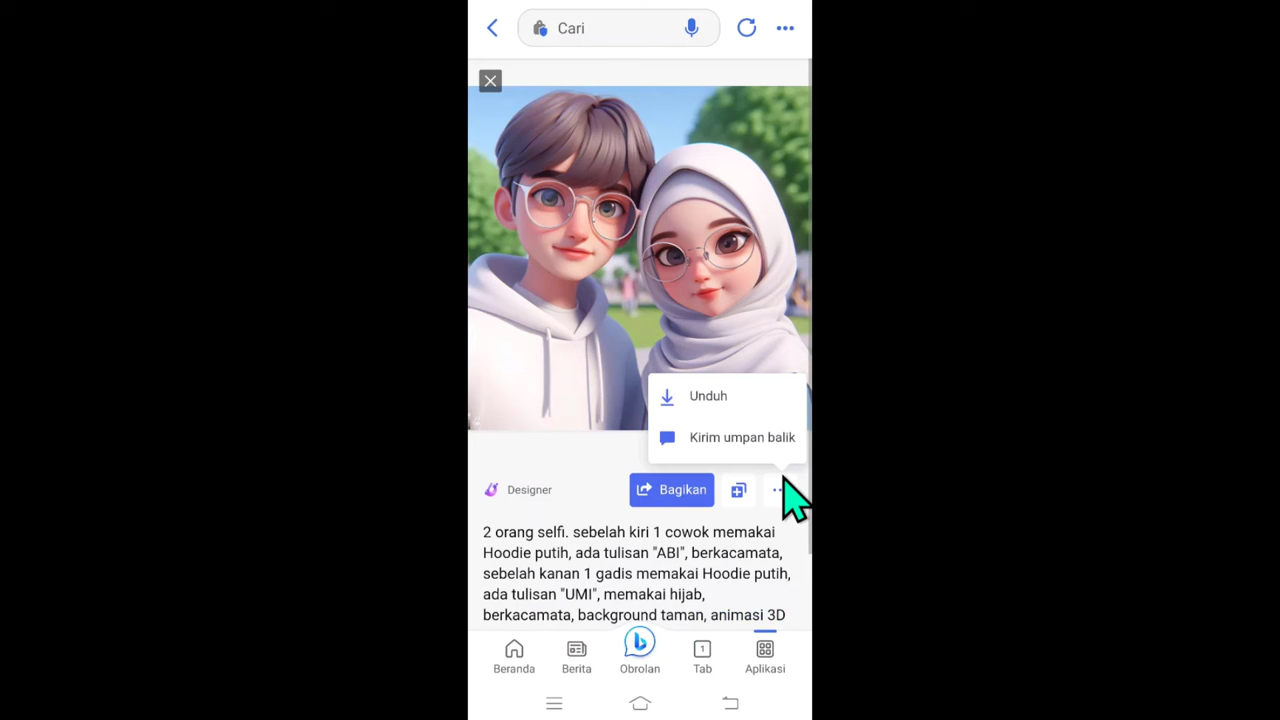 Cari
Unduh
Kirim umpan balik
Designer
Bagikan
2 orang selfi. sebelah kiri 1 cowok memakai
Hoodie putih, ada tulisan "ABI", berkacamata,
sebelah kanan 1 gadis memakai Hoodie putih,
ada tulisan "UMI", memakai hijab,
berkacamata, background taman, animasi 3D
1
Beranda
Berita
Obrolan
Tab
Aplikasi